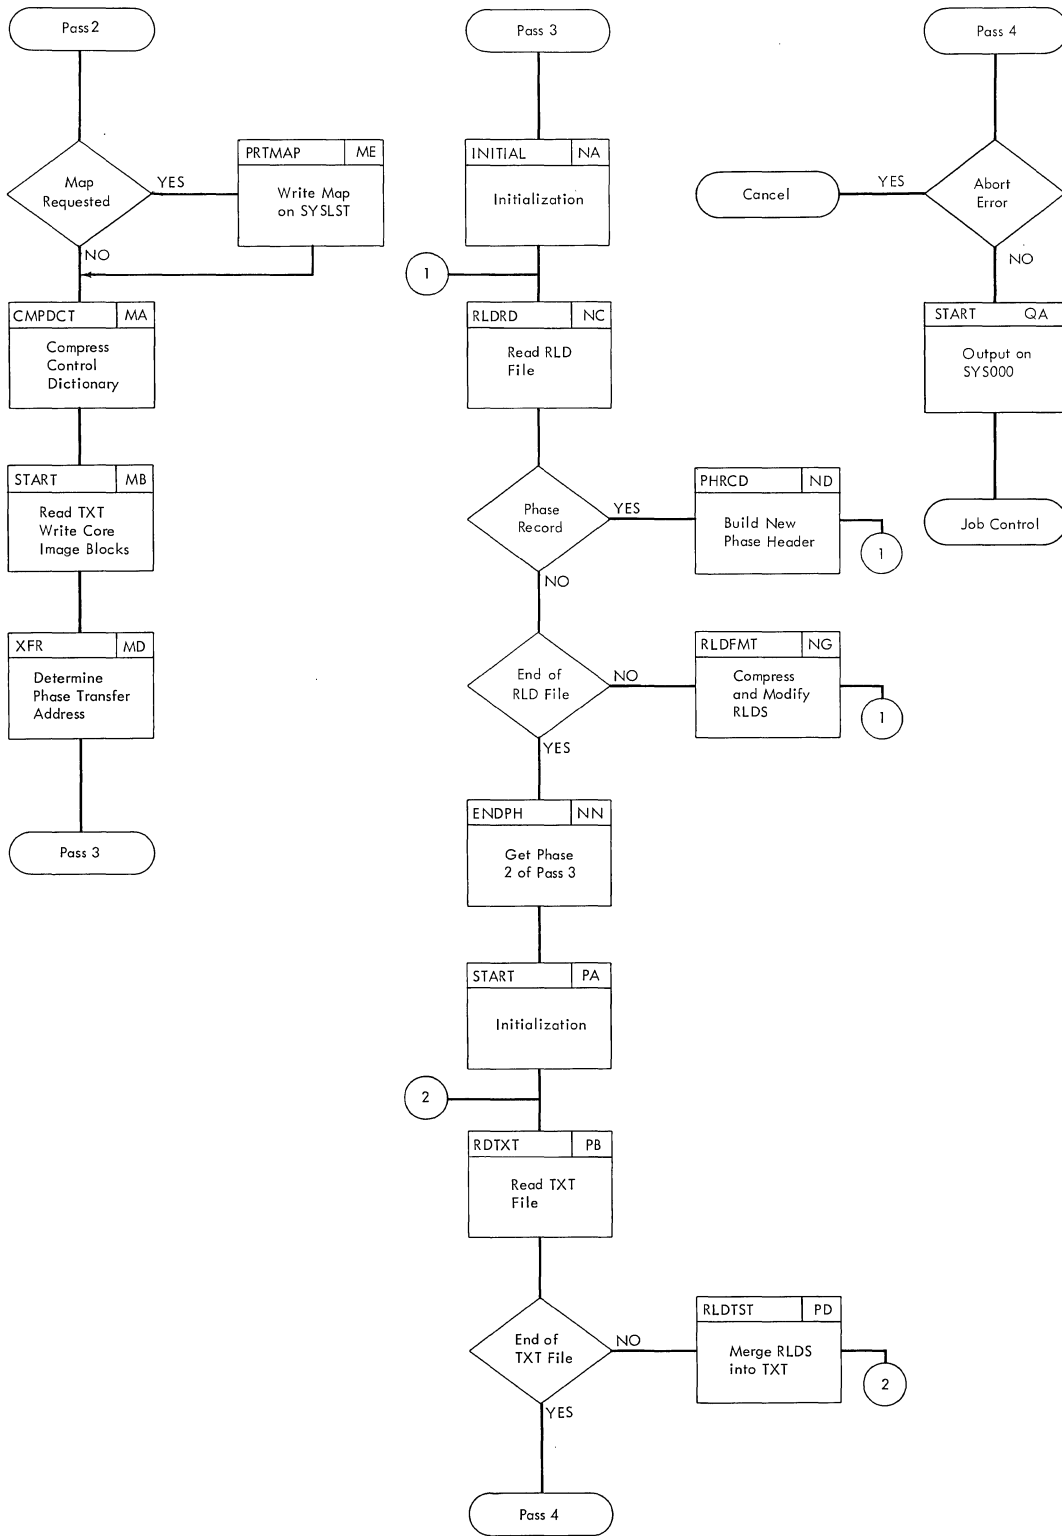 Pass 2
Map
Requested
YES
NO
PRTMAP ME
Write Map
on SYSLST
CMPDCT MA
Compress
Control
Dictionary
START MB
Read TXT
Write Core
Image Blocks
XFR MD
Determine
Phase Transfer
Address
Pass 3
Pass 3
INITIAL NA
Initialization
1
RLDRD NC
Read RLD
File
Phase
Record
YES
NO
PHRCD ND
Build New
Phase Header
1
End of
RLD File
NO
YES
RLDFMT NG
Compress
and Modify
RLDS
1
ENDPH NN
Get Phase
2 of Pass 3
START PA
Initialization
2
RDTXT PB
Read TXT
File
End of
TXT File
NO
YES
RLDTST PD
Merge RLDS
into TXT
2
Pass 4
Pass 4
Abort
Error
YES
NO
Cancel
START QA
Output on
SYS000
Job Control